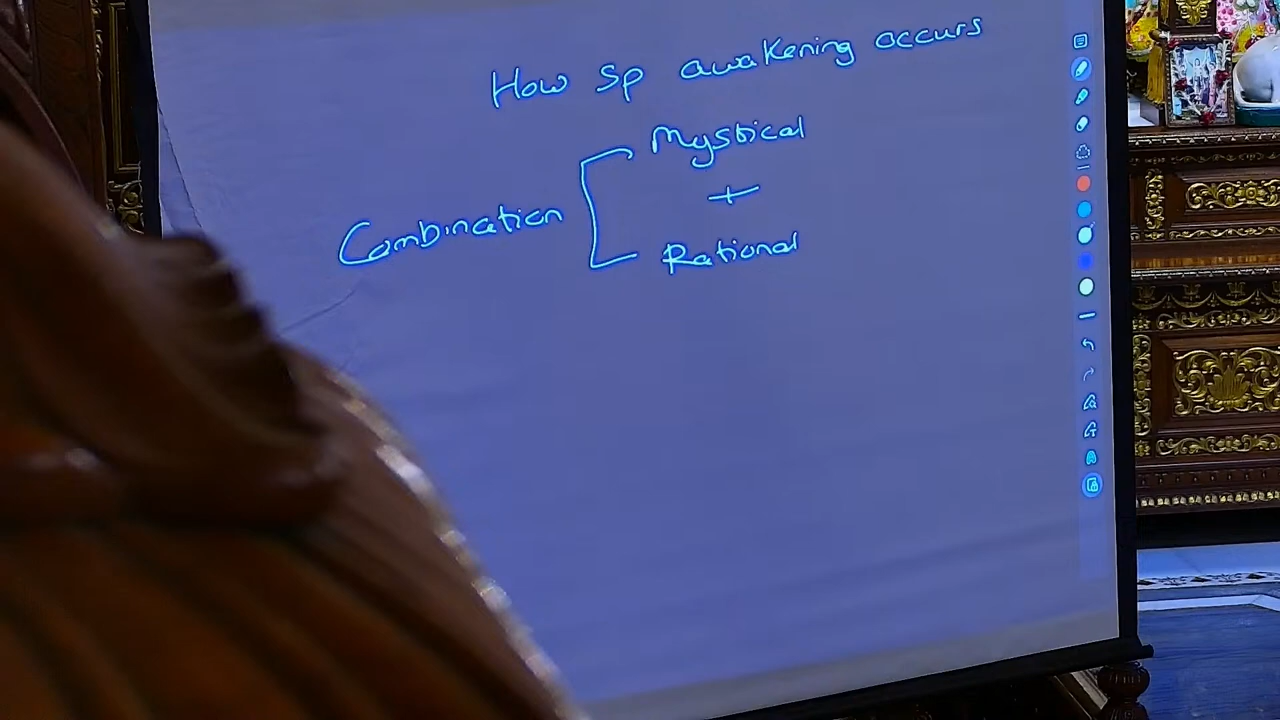 How Sp awakening occurs
Mystical
+
Combination
Rational